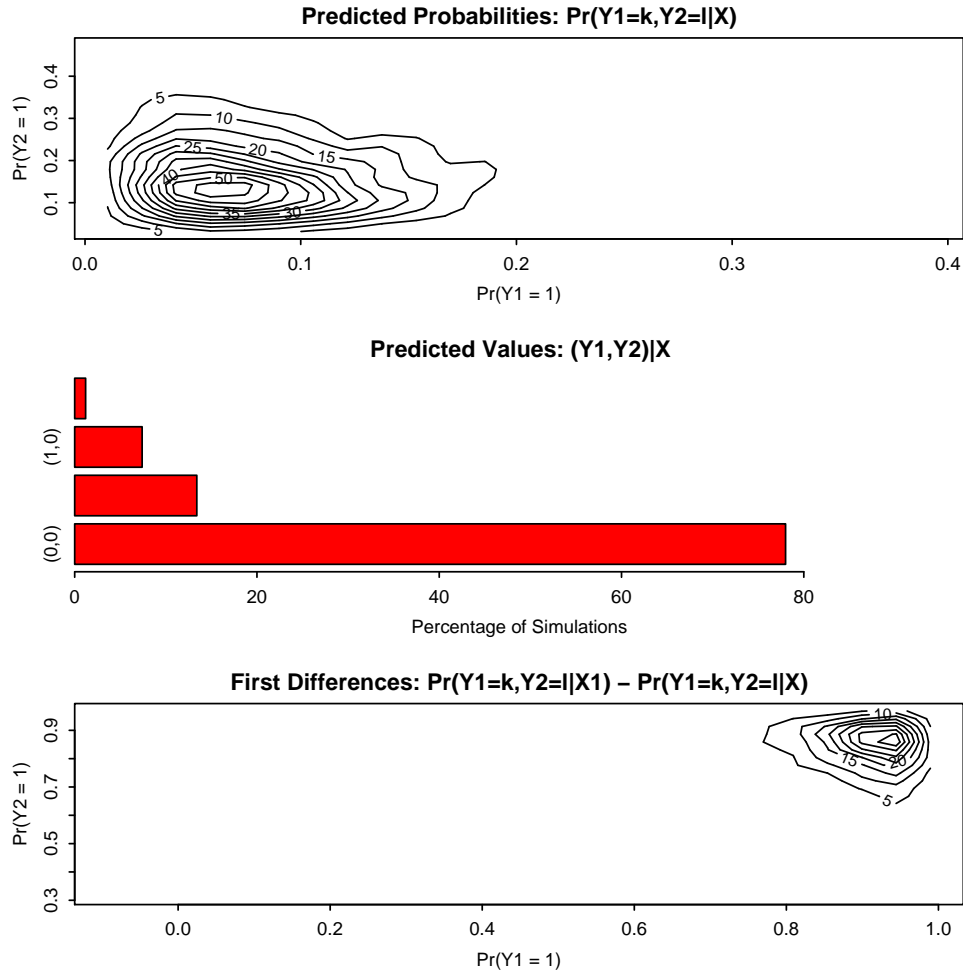 Predicted Probabilities: Pr(Y1=k,Y2=l|X)
Pr(Y2 = 1)
0.4
0.3
0.2
0.1
5
10
25
20
15
40
50
35
30
5
0.0 0.1 0.2 0.3 0.4
Pr(Y1 = 1)
Predicted Values: (Y1,Y2)|X
(1,0)
(0,0)
0 20 40 60 80
Percentage of Simulations
First Differences: Pr(Y1=k,Y2=l|X1) − Pr(Y1=k,Y2=l|X)
Pr(Y2 = 1)
0.9
0.7
0.5
0.3
10
15
20
5
0.0 0.2 0.4 0.6 0.8 1.0
Pr(Y1 = 1)